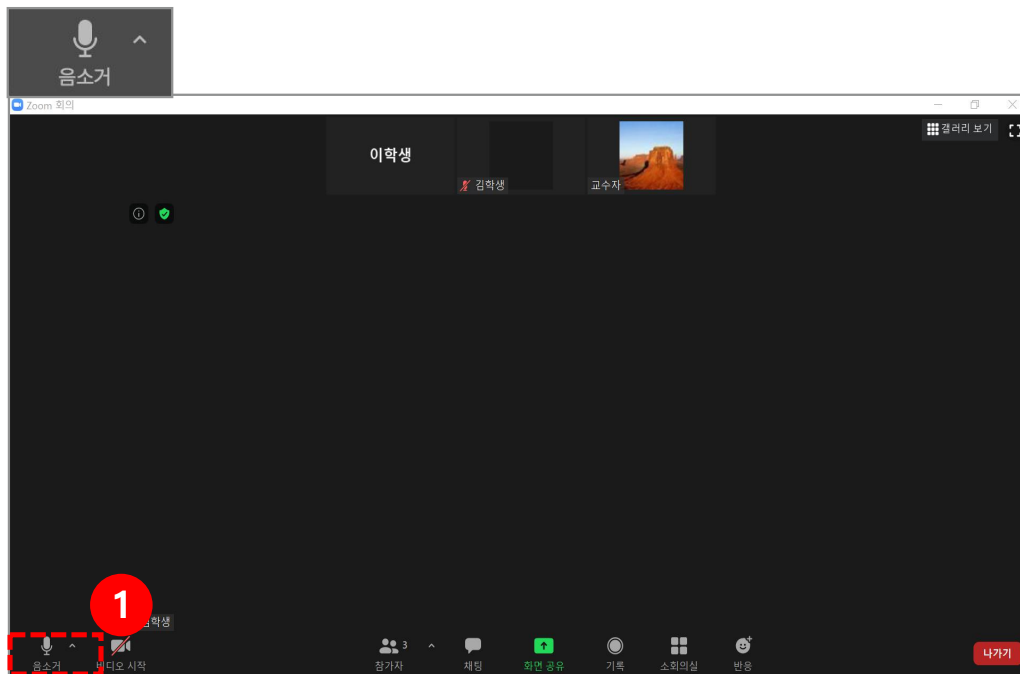 음소거
Zoom 회의
갤러리 보기
이학생
김학생
교수자
1
학생
음소거
비디오 시작
3
참가자
채팅
화면 공유
기록
소회의실
반응
나가기